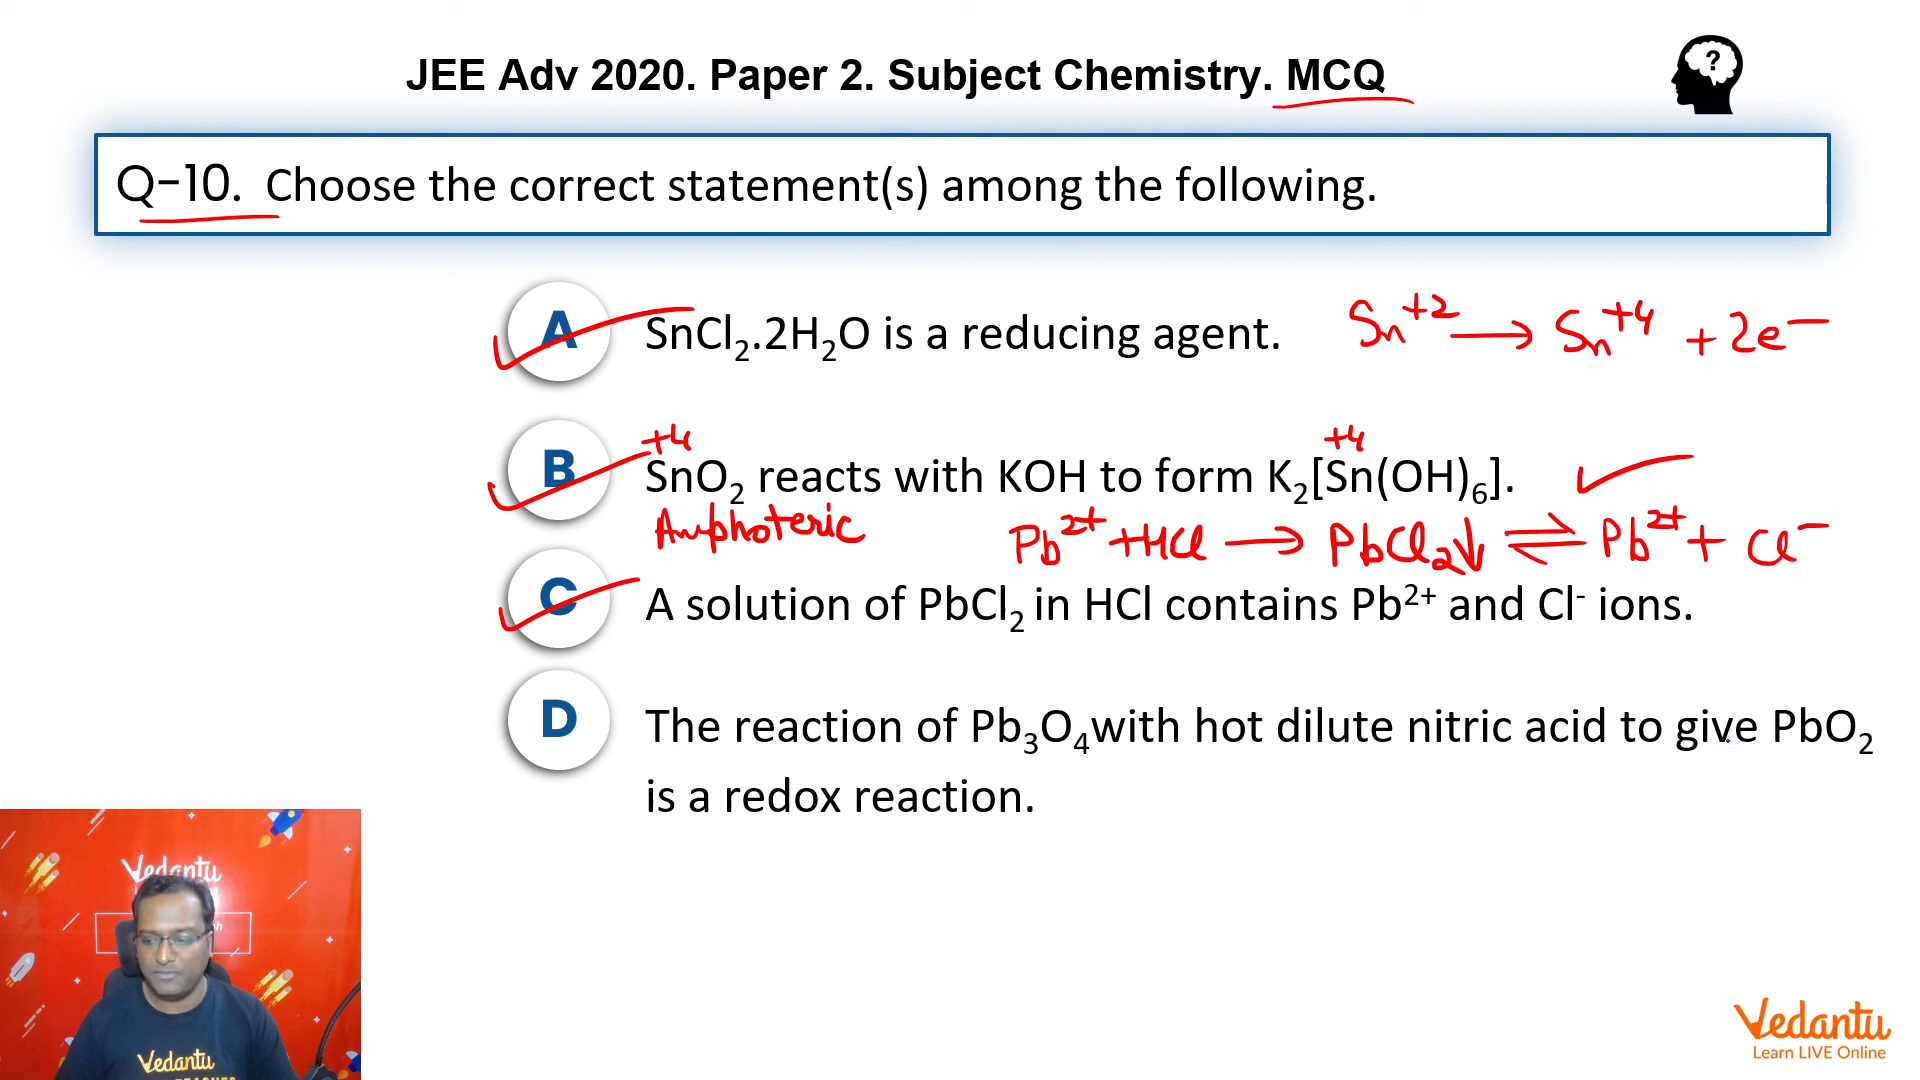 JEE Adv 2020. Paper 2. Subject Chemistry. MCQ
?
Q-10. Choose the correct statement(s) among the following.
A SnCl₂.2H₂O is a reducing agent. Sn⁺² → Sn⁺⁴ + 2e⁻
+4 +4
B SnO₂ reacts with KOH to form K₂[Sn(OH)₆].
Amphoteric Pb²⁺ + HCl → PbCl₂↓ ⇌ Pb²⁺ + Cl⁻
C A solution of PbCl₂ in HCl contains Pb²⁺ and Cl⁻ ions.
D The reaction of Pb₃O₄with hot dilute nitric acid to give PbO₂
is a redox reaction.
Vedantu
Vedantu
Vedantu
Learn LIVE Online